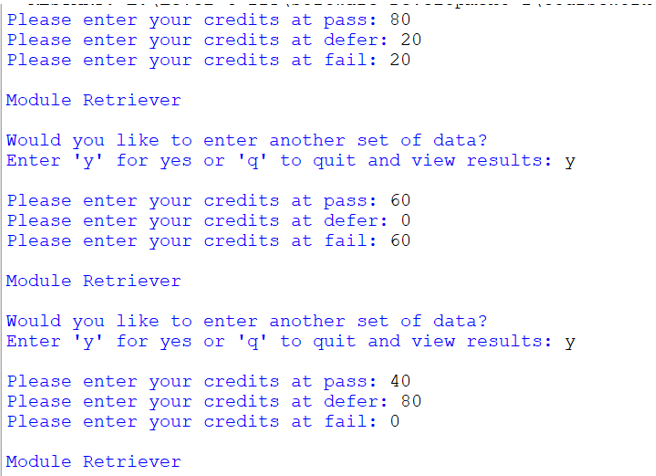 Please enter your credits at pass: 80
Please enter your credits at defer: 20
Please enter your credits at fail: 20
Module Retriever
Would you like to enter another set of data?
Enter 'y' for yes or 'q' to quit and view results: y
Please enter your credits at pass: 60
Please enter your credits at defer: 0
Please enter your credits at fail: 60
Module Retriever
Would you like to enter another set of data?
Enter 'y' for yes or 'q' to quit and view results: y
Please enter your credits at pass: 40
Please enter your credits at defer: 80
Please enter your credits at fail: 0
Module Retriever